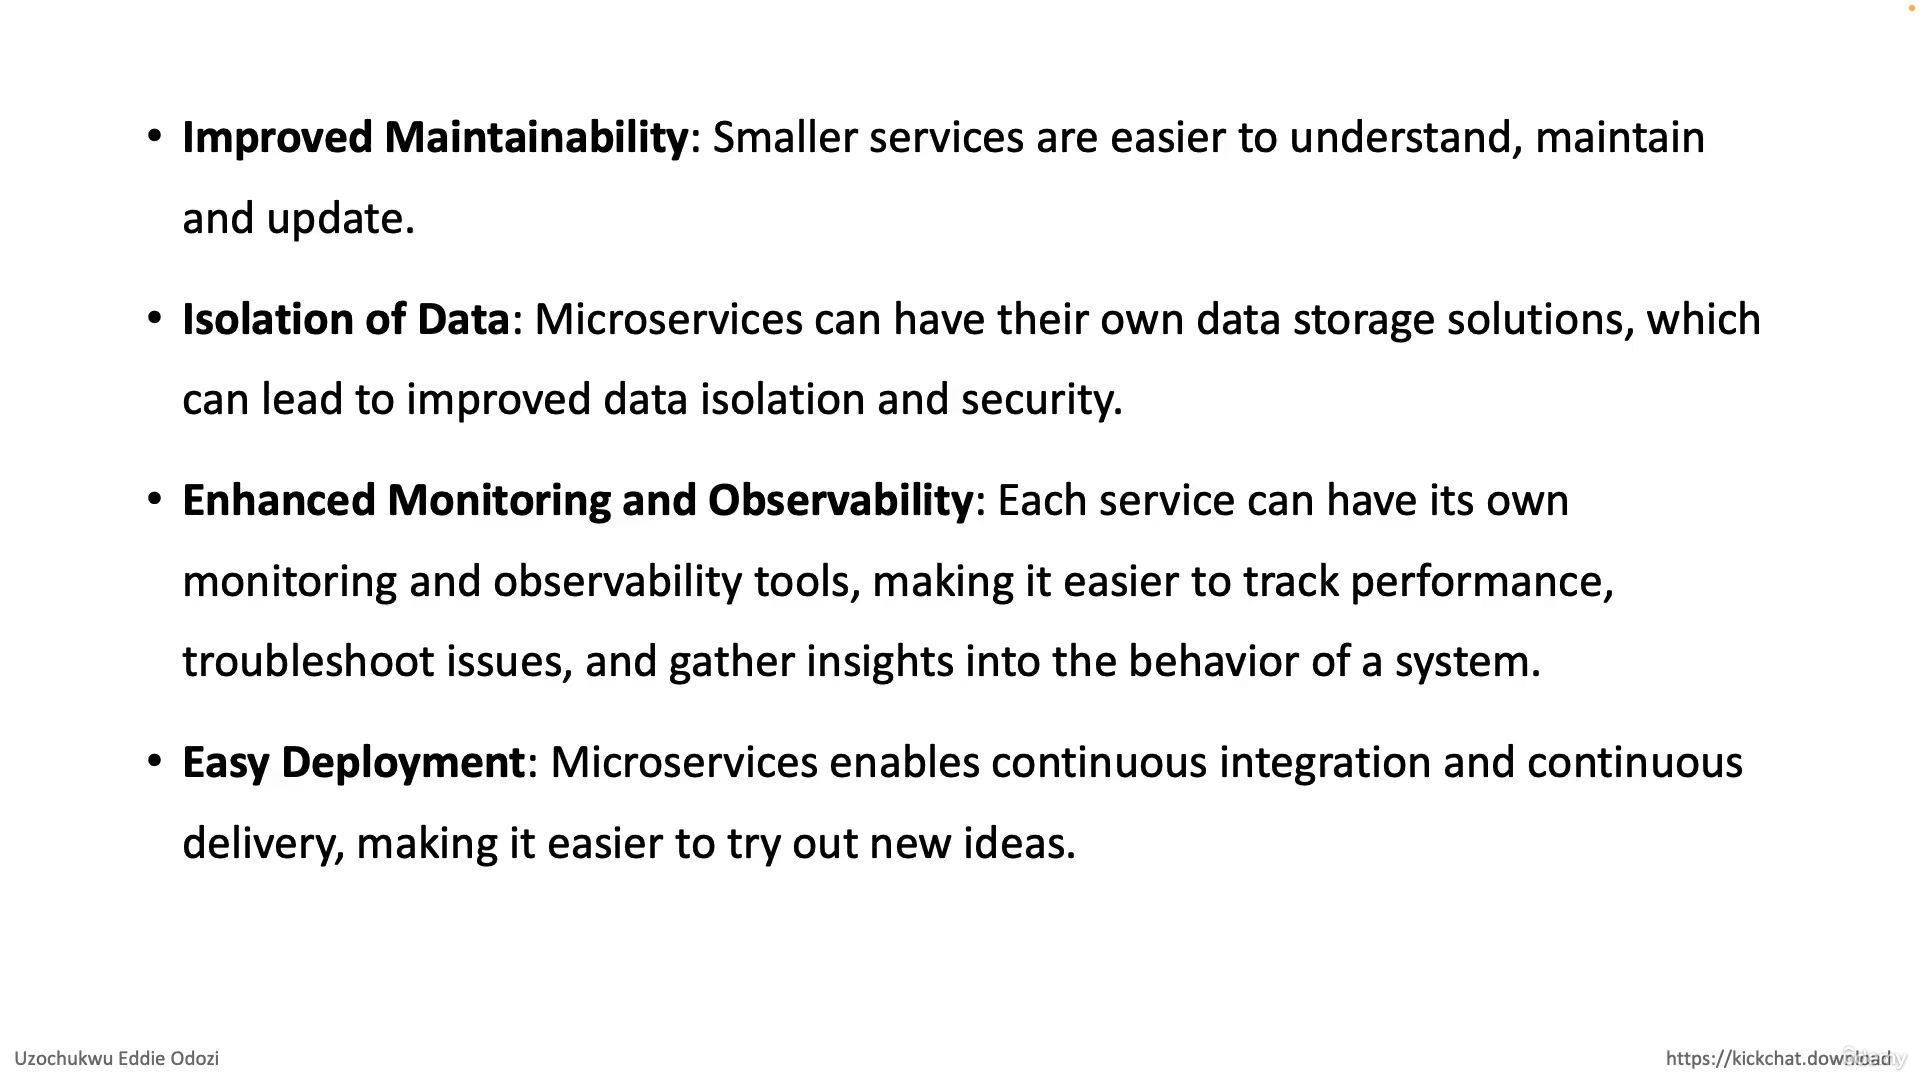 • Improved Maintainability: Smaller services are easier to understand, maintain
and update.
• Isolation of Data: Microservices can have their own data storage solutions, which
can lead to improved data isolation and security.
• Enhanced Monitoring and Observability: Each service can have its own
monitoring and observability tools, making it easier to track performance,
troubleshoot issues, and gather insights into the behavior of a system.
• Easy Deployment: Microservices enables continuous integration and continuous
delivery, making it easier to try out new ideas.
Uzochukwu Eddie Odozi
https://kickchat.download